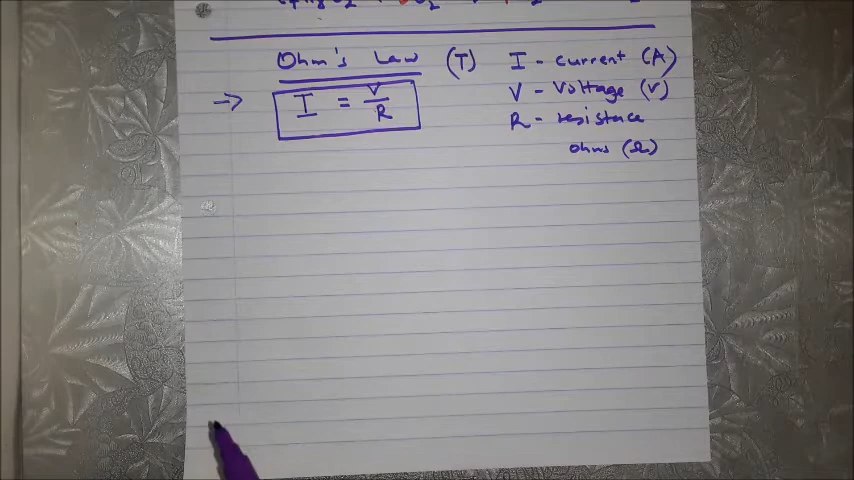 Ohm's Law (T) I - current (A)
→ I = V/R V - Voltage (V)
R - resistance
ohms (Ω)